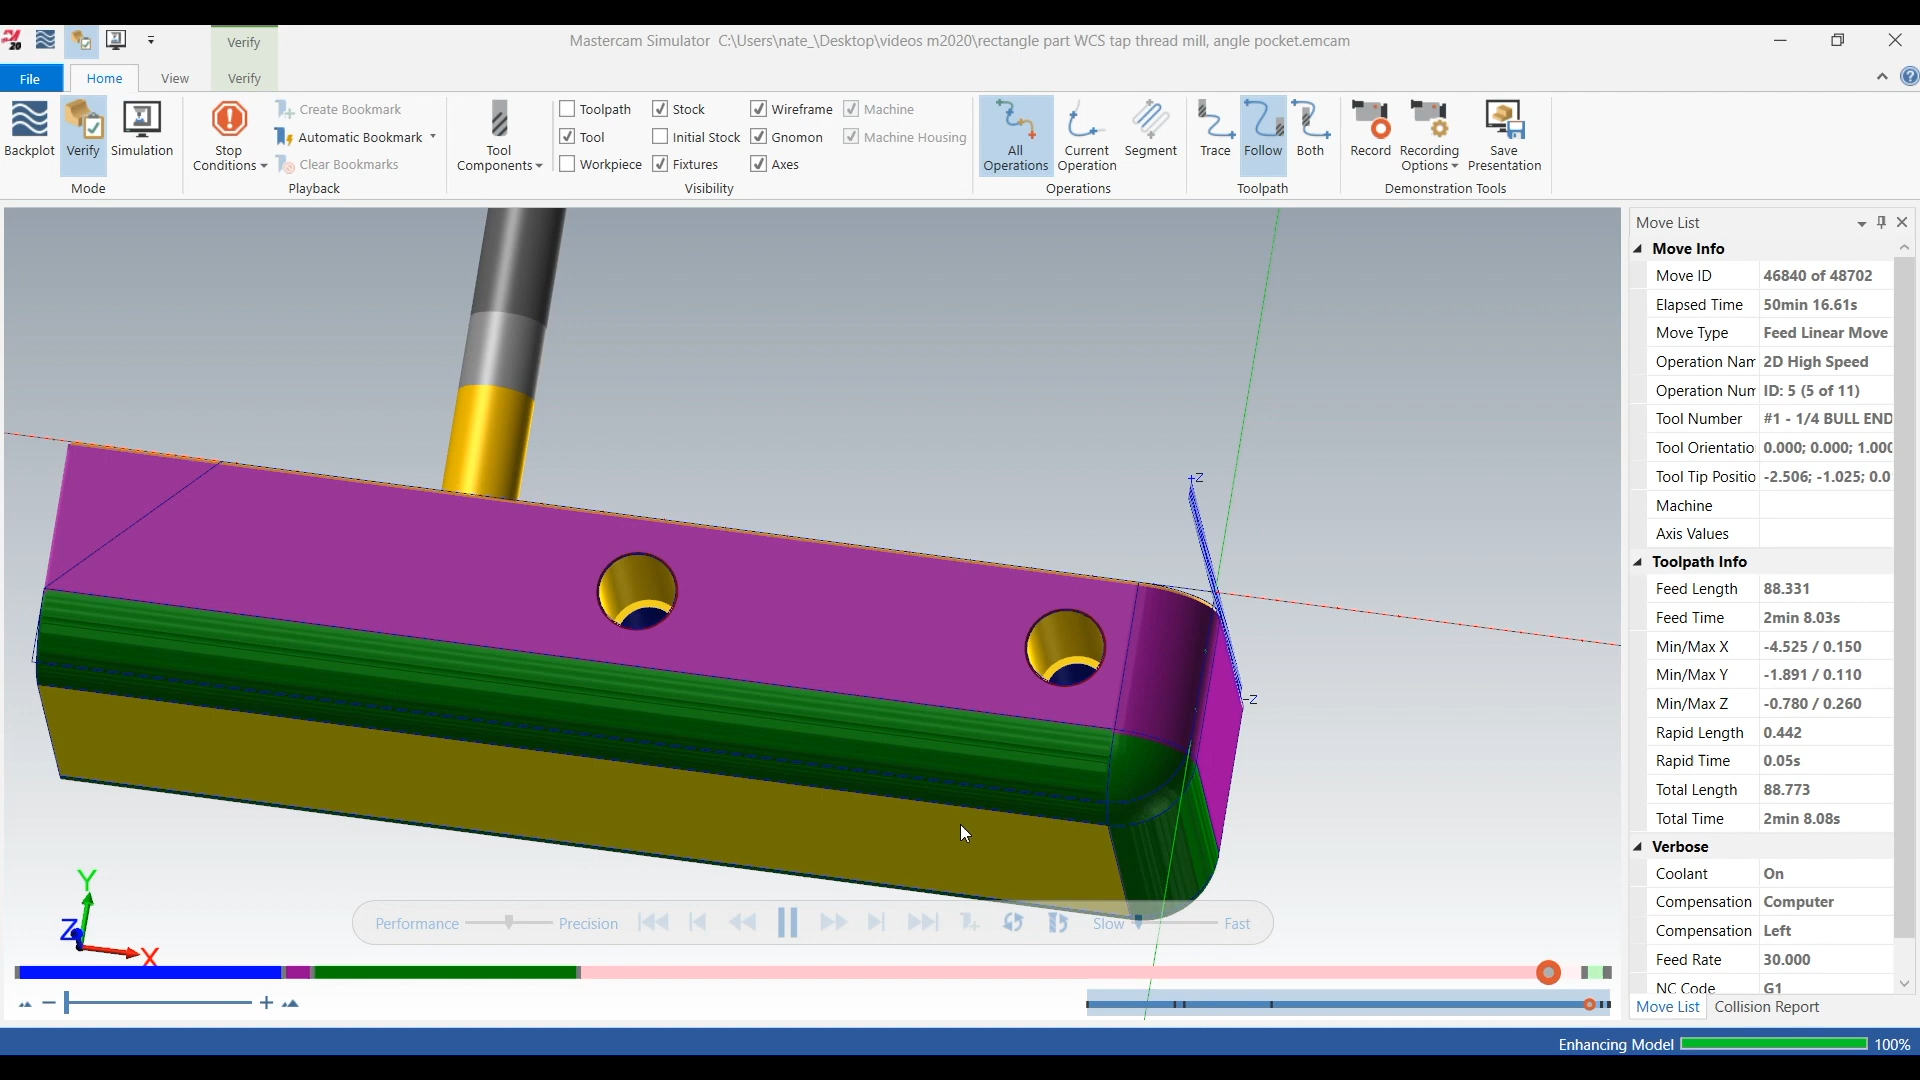 20
Verify
Mastercam Simulator C:\Users\nate_\Desktop\videos m2020\rectangle part WCS tap thread mill, angle pocket.emcam
File
Home
View
Verify
Backplot
Verify
Simulation
Mode
Stop Conditions
Create Bookmark
Automatic Bookmark
Clear Bookmarks
Playback
Tool Components
Toolpath
Stock
Wireframe
Machine
Tool
Initial Stock
Gnomon
Machine Housing
Workpiece
Fixtures
Axes
Visibility
All Operations
Current Operation
Segment
Operations
Trace
Follow
Both
Toolpath
Record
Recording Options
Save Presentation
Demonstration Tools
+Z
-Z
Y
Z
X
Performance
Precision
Slow
Fast
Move List
Move Info
Move ID 46840 of 48702
Elapsed Time 50min 16.61s
Move Type Feed Linear Move
Operation Nam 2D High Speed
Operation Num ID: 5 (5 of 11)
Tool Number #1 - 1/4 BULL END
Tool Orientatio 0.000; 0.000; 1.000
Tool Tip Positio -2.506; -1.025; 0.0
Machine
Axis Values
Toolpath Info
Feed Length 88.331
Feed Time 2min 8.03s
Min/Max X -4.525 / 0.150
Min/Max Y -1.891 / 0.110
Min/Max Z -0.780 / 0.260
Rapid Length 0.442
Rapid Time 0.05s
Total Length 88.773
Total Time 2min 8.08s
Verbose
Coolant On
Compensation Computer
Compensation Left
Feed Rate 30.000
NC Code G1
Move List
Collision Report
Enhancing Model 100%